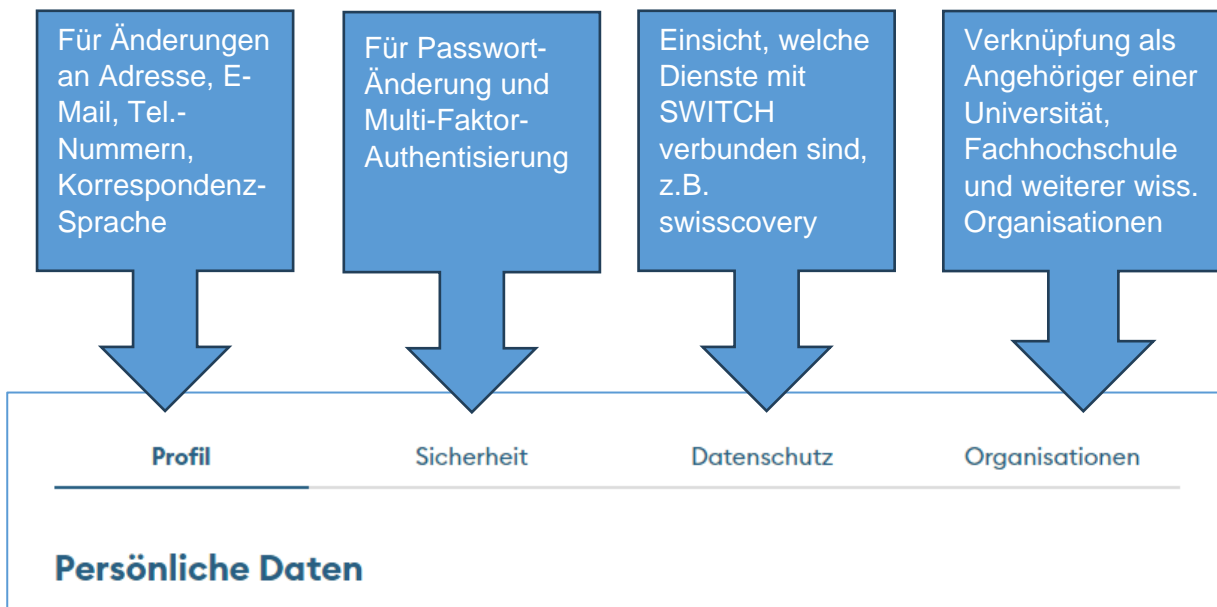 Für Änderungen
an Adresse, E-
Mail, Tel.-
Nummern,
Korrespondenz-
Sprache
Für Passwort-
Änderung und
Multi-Faktor-
Authentisierung
Einsicht, welche
Dienste mit
SWITCH
verbunden sind,
z.B.
swisscovery
Verknüpfung als
Angehöriger einer
Universität,
Fachhochschule
und weiterer wiss.
Organisationen
Profil
Sicherheit
Datenschutz
Organisationen
Persönliche Daten